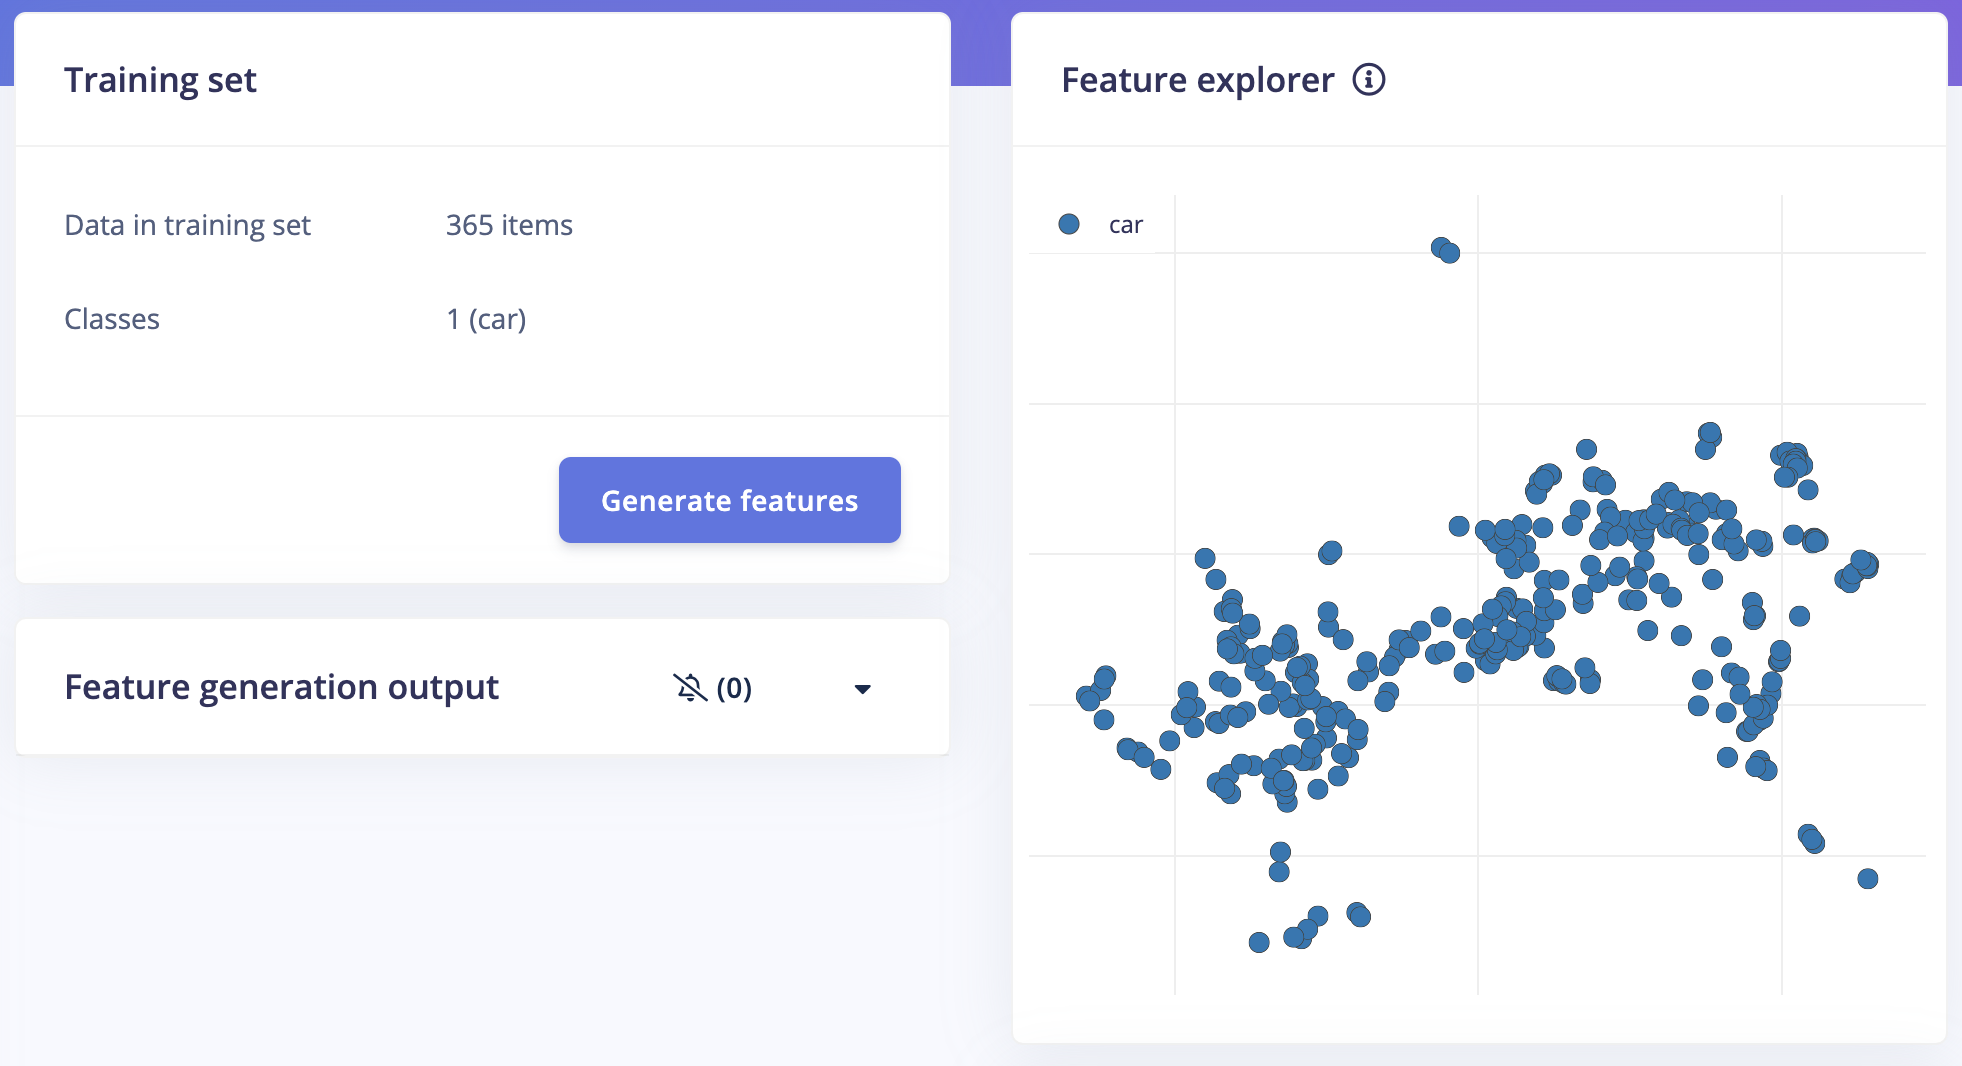 Training set
Data in training set 365 items
Classes 1 (car)
Generate features
Feature generation output (0)
Feature explorer
car